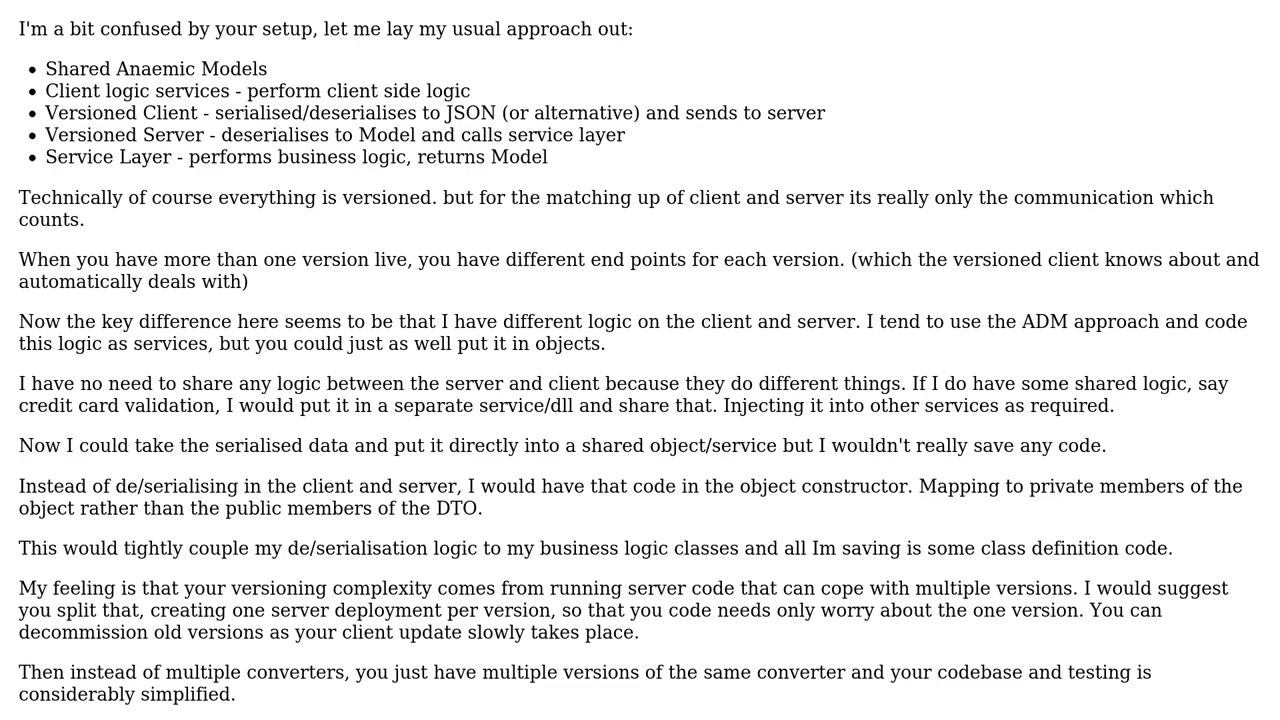 I'm a bit confused by your setup, let me lay my usual approach out:
• Shared Anaemic Models
• Client logic services - perform client side logic
• Versioned Client - serialised/deserialises to JSON (or alternative) and sends to server
• Versioned Server - deserialises to Model and calls service layer
• Service Layer - performs business logic, returns Model
Technically of course everything is versioned. but for the matching up of client and server its really only the communication which
counts.
When you have more than one version live, you have different end points for each version. (which the versioned client knows about and
automatically deals with)
Now the key difference here seems to be that I have different logic on the client and server. I tend to use the ADM approach and code
this logic as services, but you could just as well put it in objects.
I have no need to share any logic between the server and client because they do different things. If I do have some shared logic, say
credit card validation, I would put it in a separate service/dll and share that. Injecting it into other services as required.
Now I could take the serialised data and put it directly into a shared object/service but I wouldn't really save any code.
Instead of de/serialising in the client and server, I would have that code in the object constructor. Mapping to private members of the
object rather than the public members of the DTO.
This would tightly couple my de/serialisation logic to my business logic classes and all Im saving is some class definition code.
My feeling is that your versioning complexity comes from running server code that can cope with multiple versions. I would suggest
you split that, creating one server deployment per version, so that you code needs only worry about the one version. You can
decommission old versions as your client update slowly takes place.
Then instead of multiple converters, you just have multiple versions of the same converter and your codebase and testing is
considerably simplified.